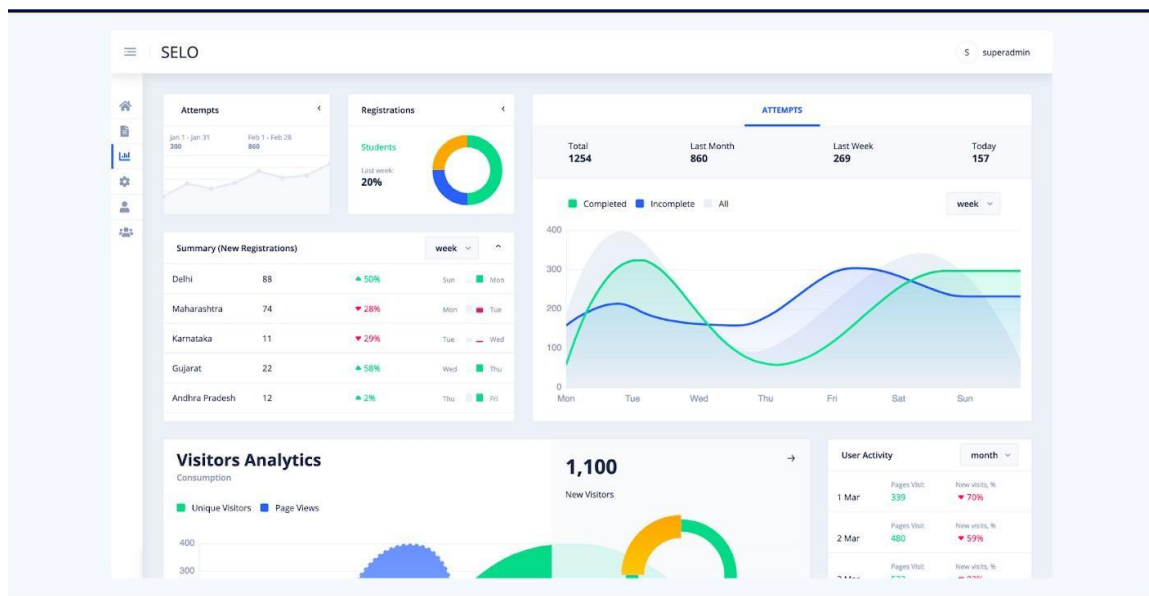 SELO
S superadmin
Attempts
Jan 1 - Jan 31 Feb 1 - Feb 28
380 860
Registrations
Students
Last week:
20%
ATTEMPTS
Total Last Month Last Week Today
1254 860 269 157
Completed Incomplete All week
400
300
200
100
0
Mon Tue Wed Thu Fri Sat Sun
Summary (New Registrations) week
Delhi 88 50% Sun Mon
Maharashtra 74 28% Mon Tue
Karnataka 11 29% Tue Wed
Gujarat 22 58% Wed Thu
Andhra Pradesh 12 2% Thu Fri
Visitors Analytics
Consumption
Unique Visitors Page Views
400
300
1,100
New Visitors
User Activity month
Pages Visit: New visits, %
1 Mar 339 70%
Pages Visit: New visits, %
2 Mar 480 59%
Pages Visit: New visits, %